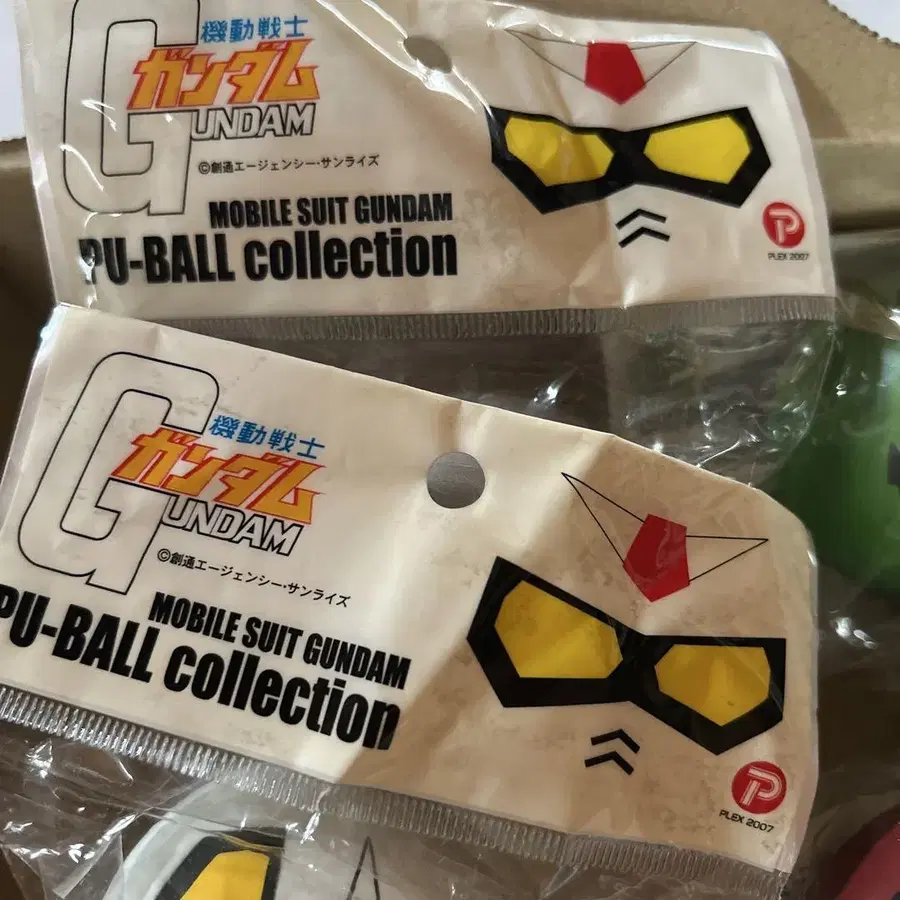 機動戦士
ガンダム
GUNDAM
©創通エージェンシー・サンライズ
MOBILE SUIT GUNDAM
PU-BALL collection
P
PLEX 2007
機動戦士
ガンダム
GUNDAM
©創通エージェンシー・サンライズ
MOBILE SUIT GUNDAM
PU-BALL collection
P
PLEX 2007